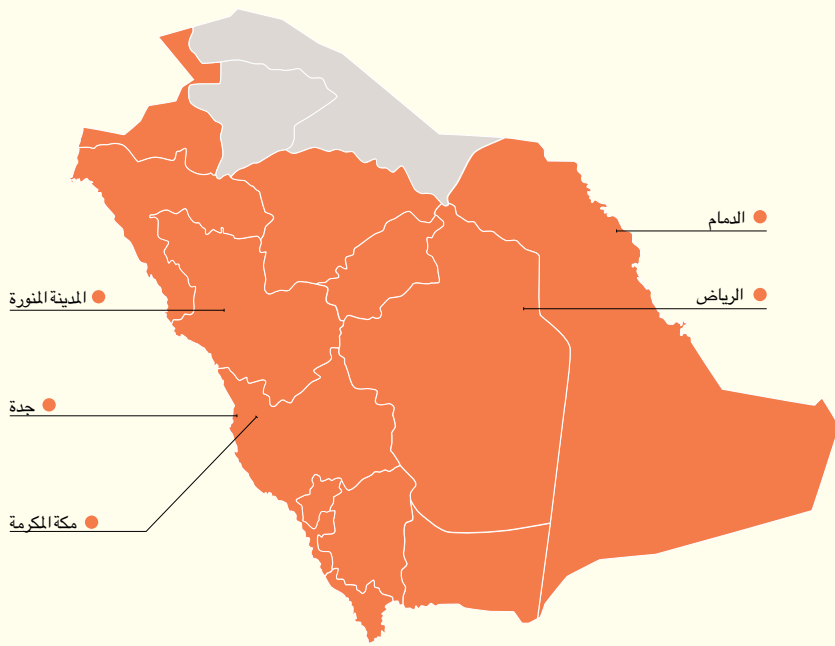 الدمام
الرياض
المدينة المنورة
جدة
مكة المكرمة